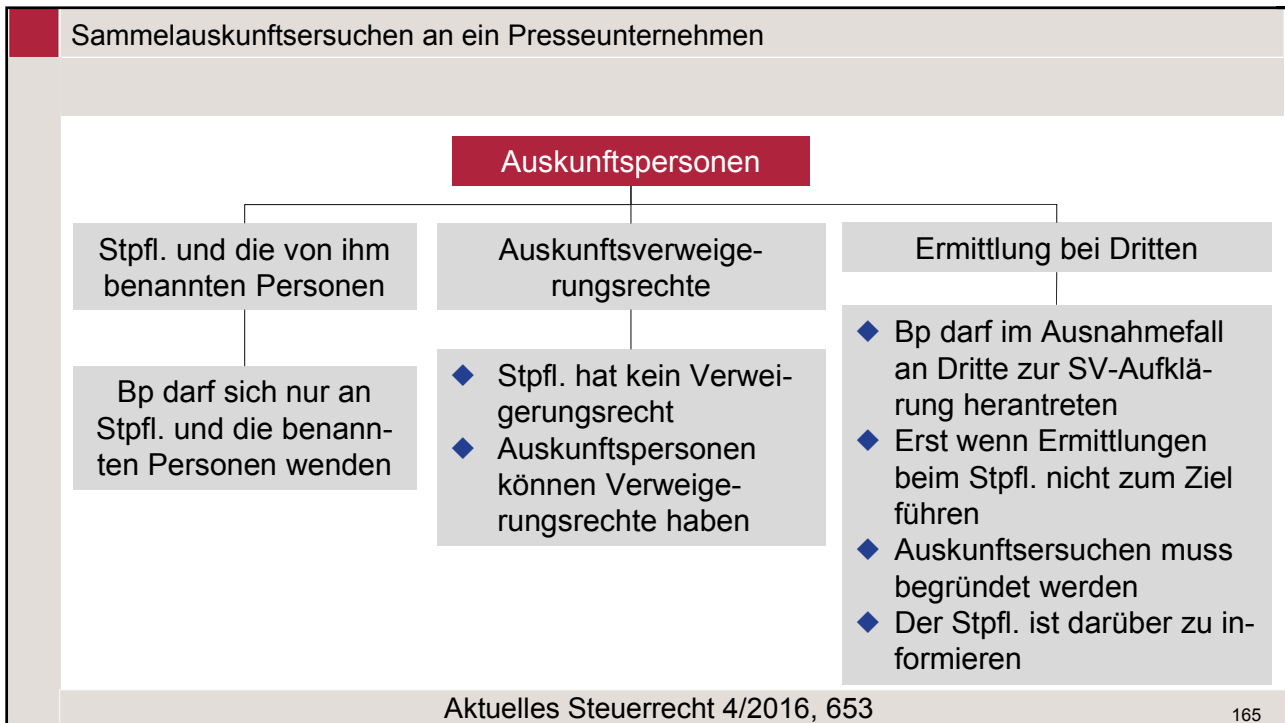 Sammelauskunftsersuchen an ein Presseunternehmen
Auskunftspersonen
Stpfl. und die von ihm
benannten Personen
Bp darf sich nur an
Stpfl. und die benann-
ten Personen wenden
Auskunftsverweige-
rungsrechte
◆ Stpfl. hat kein Verwei-
gerungsrecht
◆ Auskunftspersonen
können Verweige-
rungsrechte haben
Ermittlung bei Dritten
◆ Bp darf im Ausnahmefall
an Dritte zur SV-Aufklä-
rung herantreten
◆ Erst wenn Ermittlungen
beim Stpfl. nicht zum Ziel
führen
◆ Auskunftsersuchen muss
begründet werden
◆ Der Stpfl. ist darüber zu in-
formieren
Aktuelles Steuerrecht 4/2016, 653
165